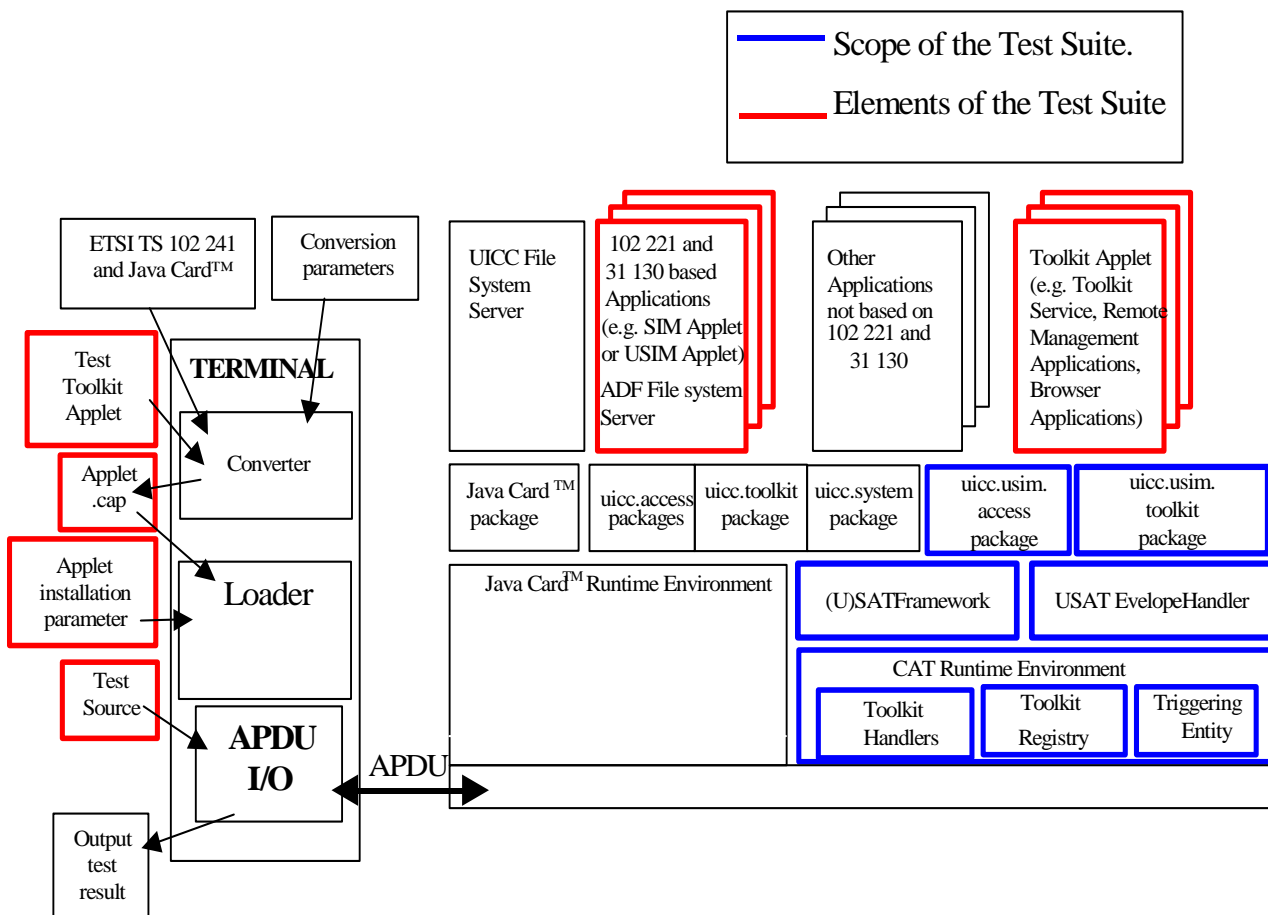 Scope of the Test Suite.
Elements of the Test Suite
ETSI TS 102 241
and Java Card™
Conversion
parameters
Test
Toolkit
Applet
TERMINAL
Converter
Applet
.cap
Applet
installation
parameter
Loader
Test
Source
APDU
I/O
APDU
Output
test
result
UICC File
System
Server
102 221 and
31 130 based
Applications
(e.g. SIM Applet
or USIM Applet)
ADF File system
Server
Other
Applications
not based on
102 221 and
31 130
Toolkit Applet
(e.g. Toolkit
Service, Remote
Management
Applications,
Browser
Applications)
Java Card ™
package
uicc.access
packages
uicc.toolkit
package
uicc.system
package
uicc.usim.
access
package
uicc.usim.
toolkit
package
Java Card™ Runtime Environment
(U)SATFramework
USAT EvelopeHandler
CAT Runtime Environment
Toolkit
Handlers
Toolkit
Registry
Triggering
Entity